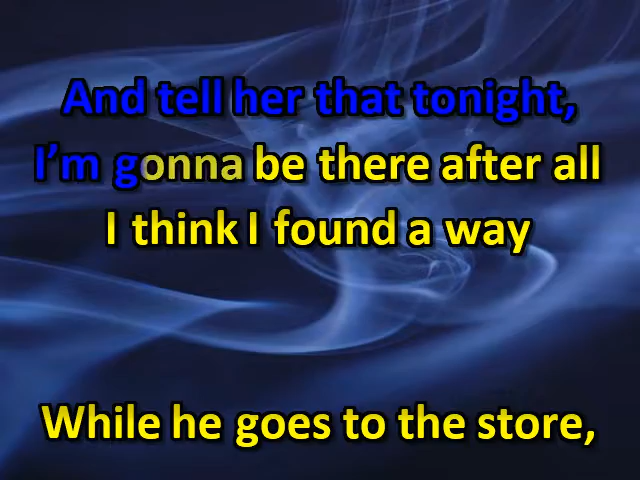 And tell her that tonight,
I’m gonna be there after all
I think I found a way
While he goes to the store,